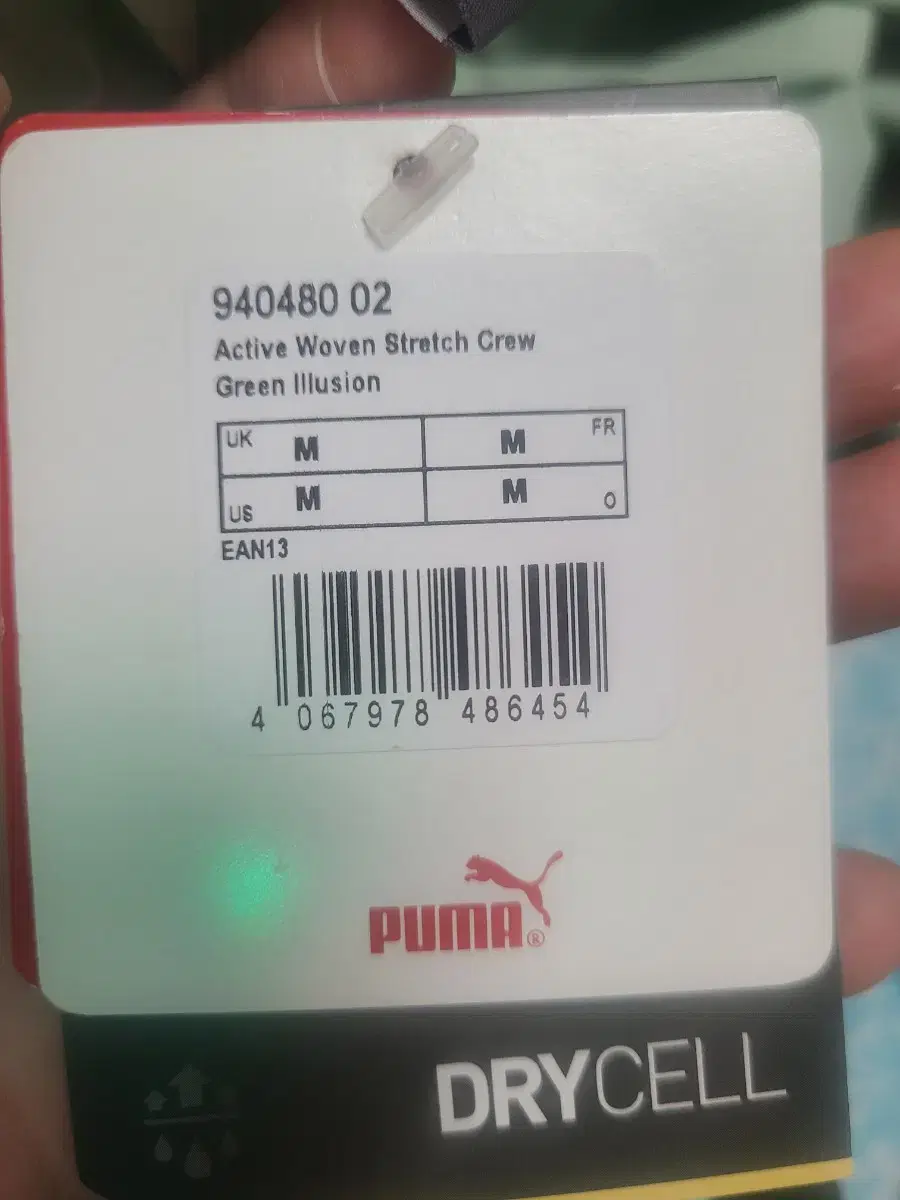 940480 02
Active Woven Stretch Crew
Green Illusion
UK M M FR
US M M O
EAN13
4 067978 486454
PUMA®
DRYCELL